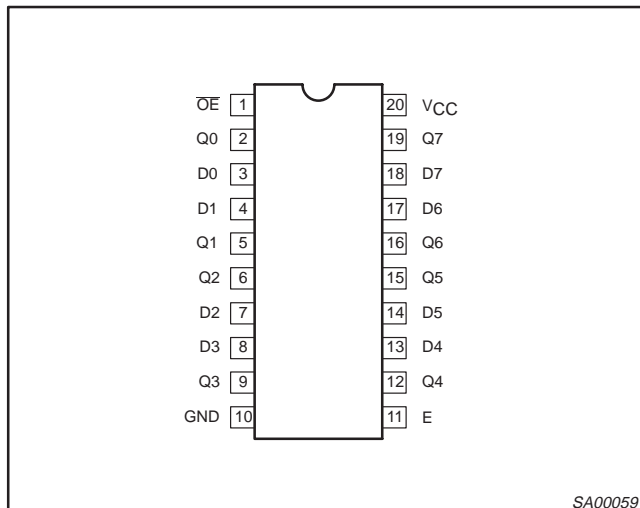 O̅E̅ 1 20 VCC
Q0 2 19 Q7
D0 3 18 D7
D1 4 17 D6
Q1 5 16 Q6
Q2 6 15 Q5
D2 7 14 D5
D3 8 13 D4
Q3 9 12 Q4
GND 10 11 E
SA00059